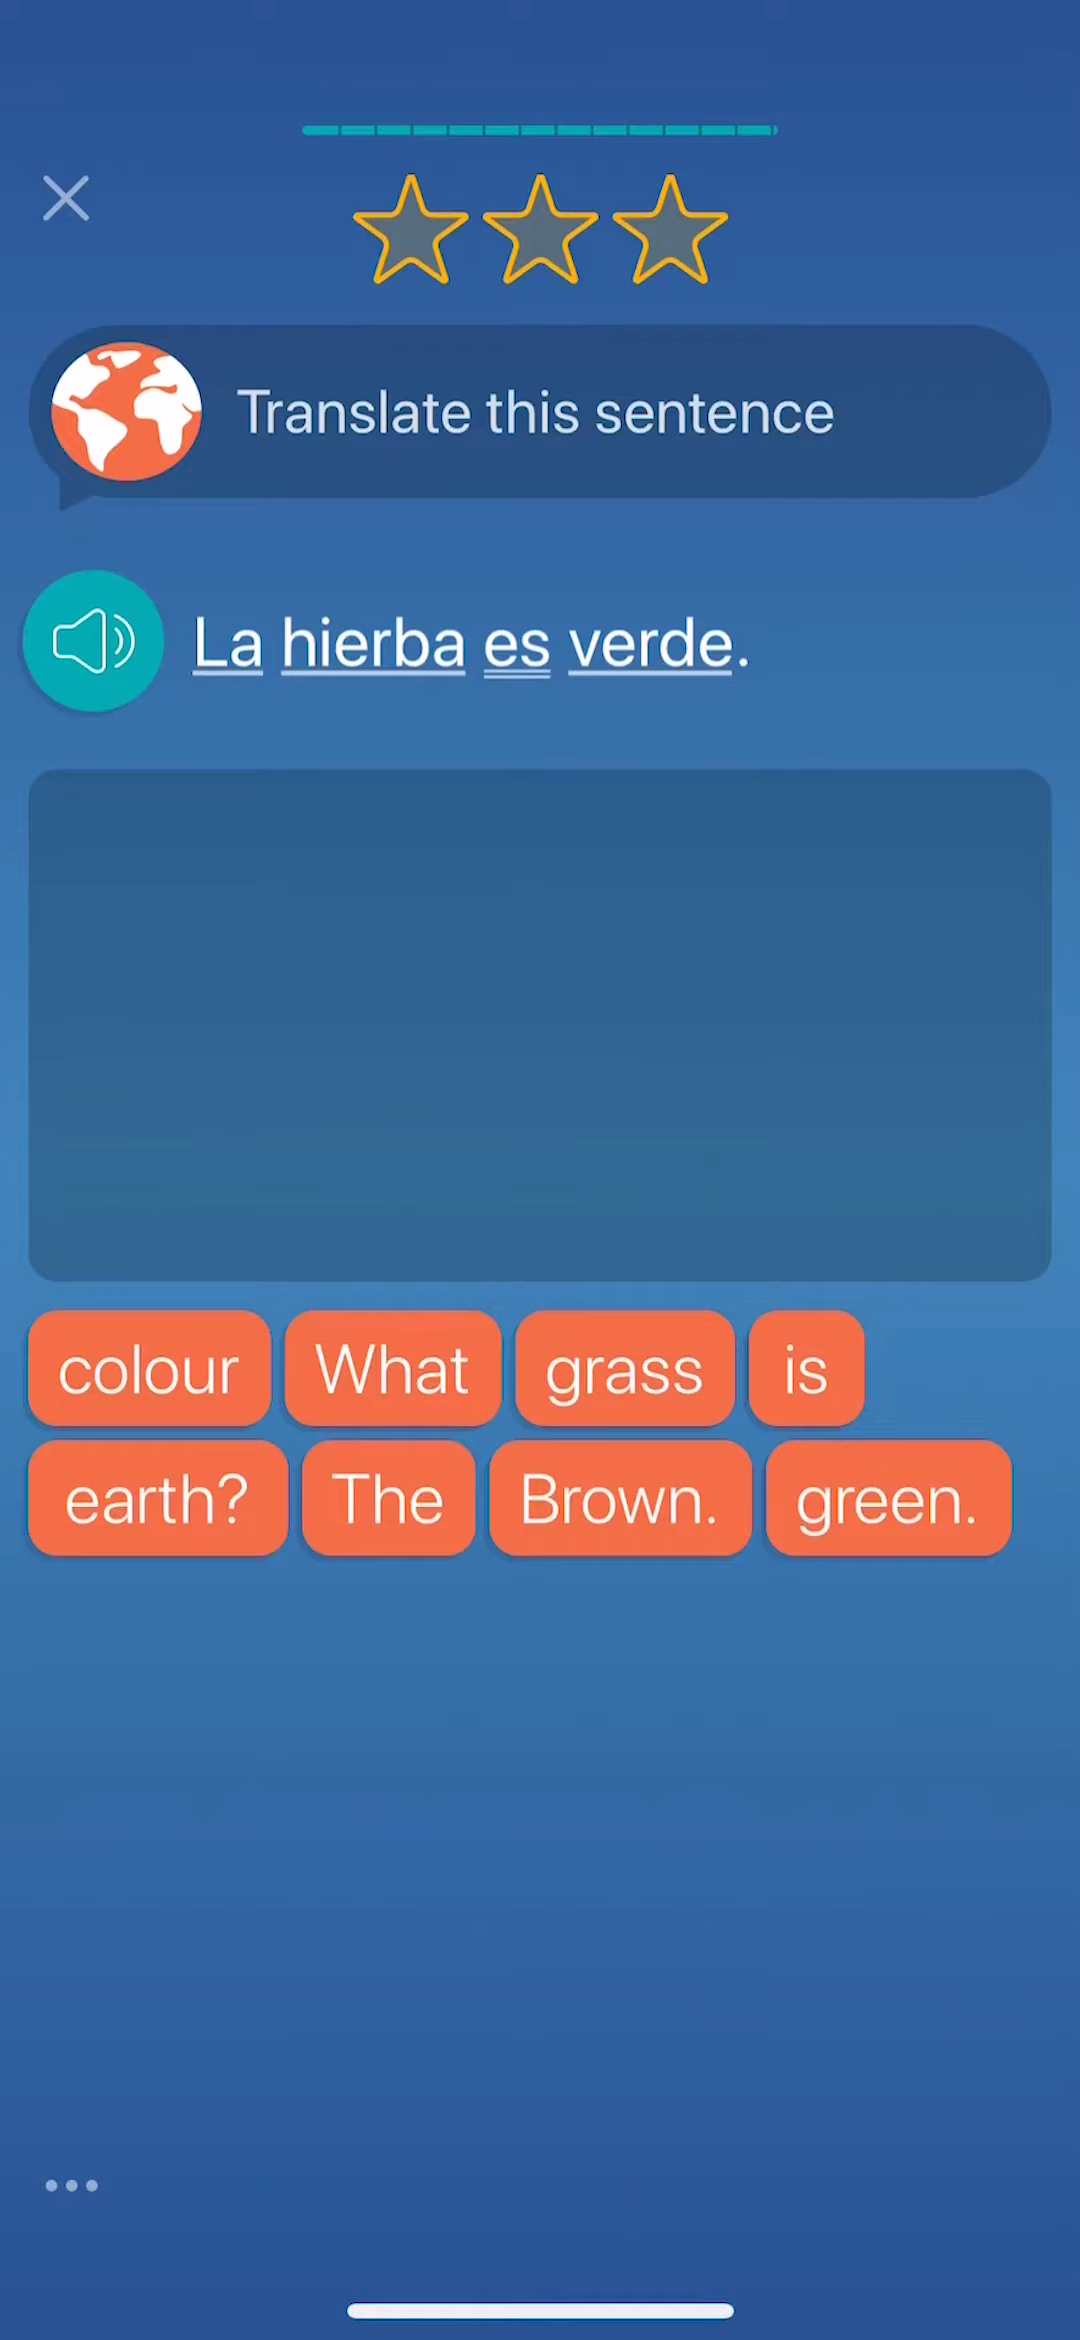 Translate this sentence
La hierba es verde.
colour What grass is
earth? The Brown. green.